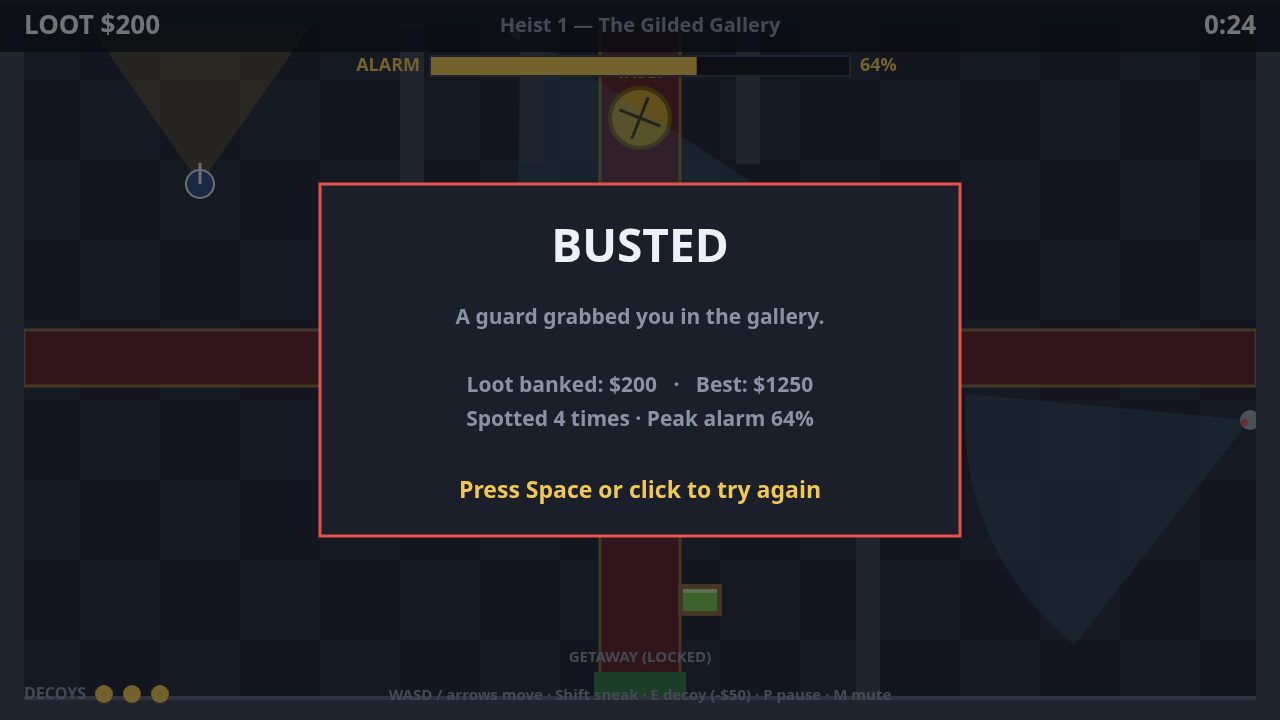 LOOT $200
Heist 1 — The Gilded Gallery
0:24
ALARM
64%
BUSTED
A guard grabbed you in the gallery.
Loot banked: $200 · Best: $1250
Spotted 4 times · Peak alarm 64%
Press Space or click to try again
GETAWAY (LOCKED)
DECOYS
WASD / arrows move · Shift sneak · E decoy (-$50) · P pause · M mute